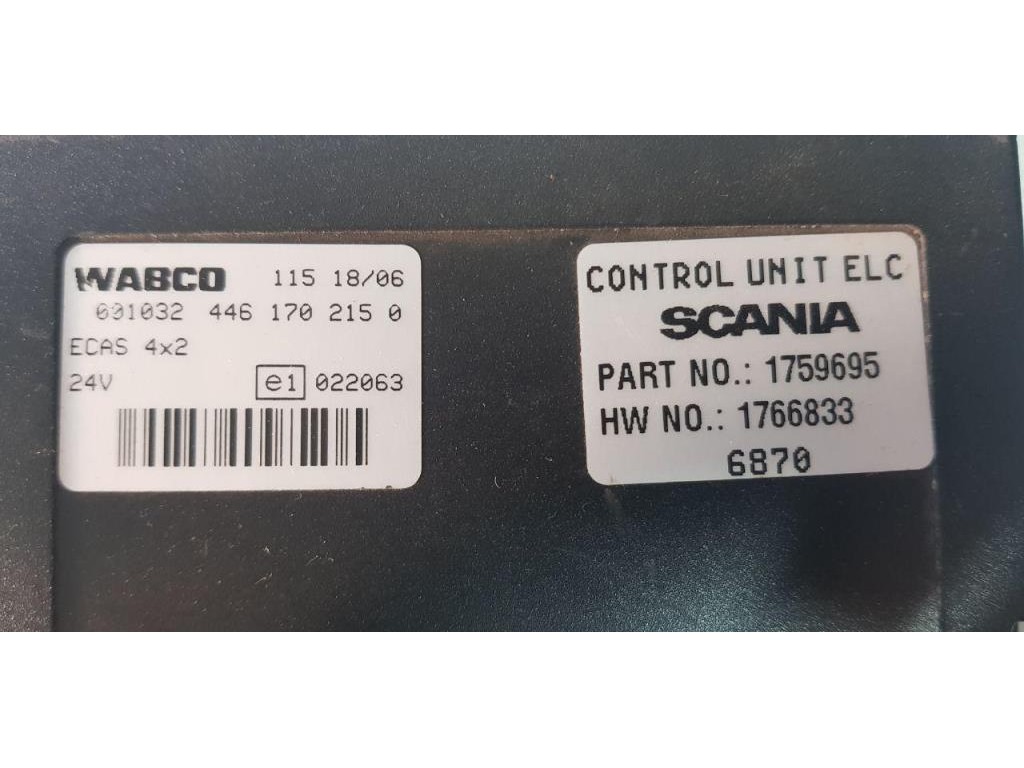 WABCO 115 18/06
001032 446 170 215 0
ECAS 4x2
24V e1 022063
CONTROL UNIT ELC
SCANIA
PART NO.: 1759695
HW NO.: 1766833
6870